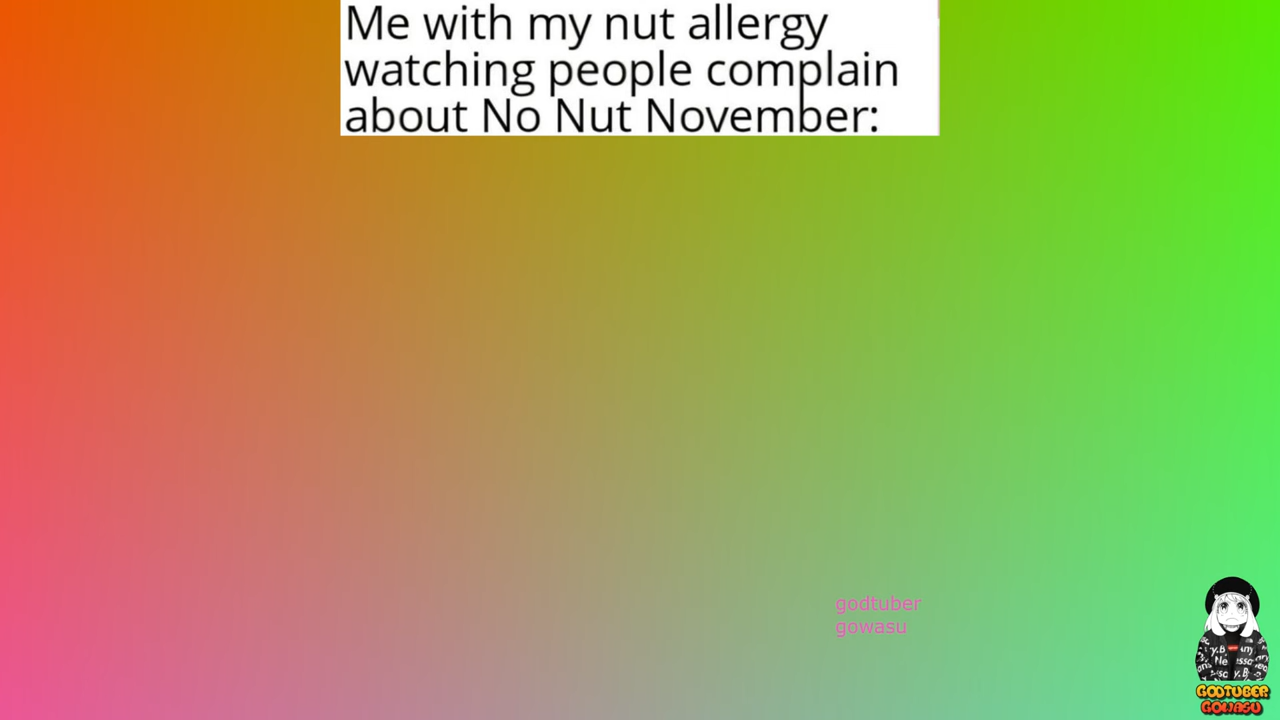 Me with my nut allergy
watching people complain
about No Nut November:
godtuber
gowasu
GODTUBER
GOWASU